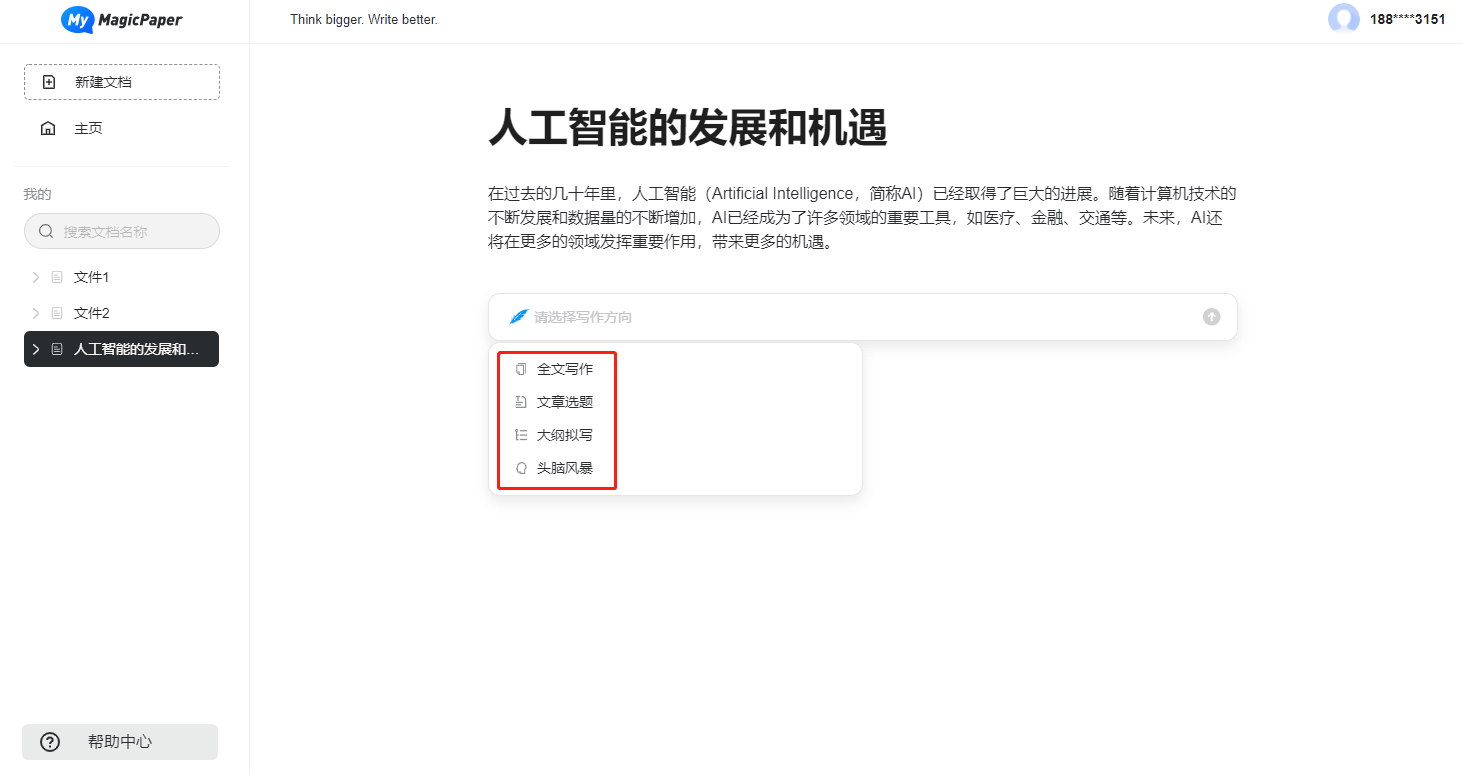 My MagicPaper
Think bigger. Write better.
188****3151
新建文档
主页
我的
搜索文档名称
文件1
文件2
人工智能的发展和...
帮助中心
人工智能的发展和机遇
在过去的几十年里，人工智能（Artificial Intelligence，简称AI）已经取得了巨大的进展。随着计算机技术的
不断发展和数据量的不断增加，AI已经成为了许多领域的重要工具，如医疗、金融、交通等。未来，AI还
将在更多的领域发挥重要作用，带来更多的机遇。
请选择写作方向
全文写作
文章选题
大纲拟写
头脑风暴